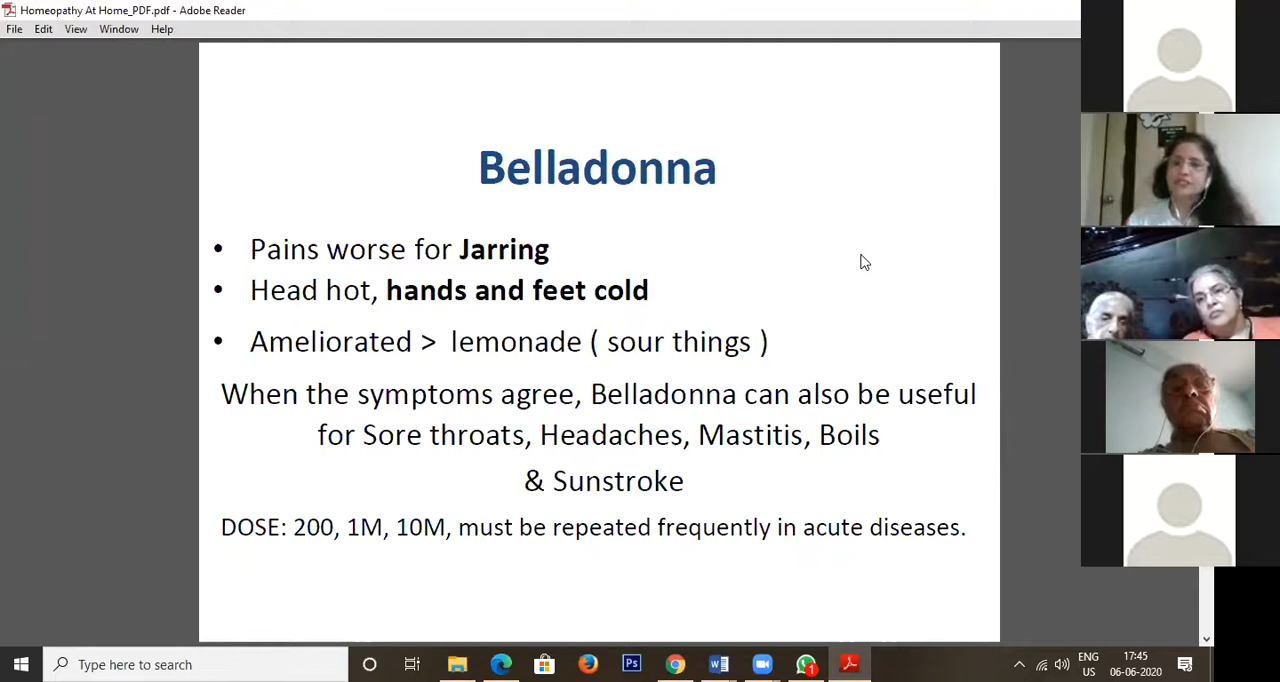 Homeopathy At Home_PDF.pdf - Adobe Reader
File Edit View Window Help
Belladonna
• Pains worse for Jarring
• Head hot, hands and feet cold
• Ameliorated > lemonade ( sour things )
When the symptoms agree, Belladonna can also be useful
for Sore throats, Headaches, Mastitis, Boils
& Sunstroke
DOSE: 200, 1M, 10M, must be repeated frequently in acute diseases.
Type here to search
Ps
1
ENG
US
17:45
06-06-2020